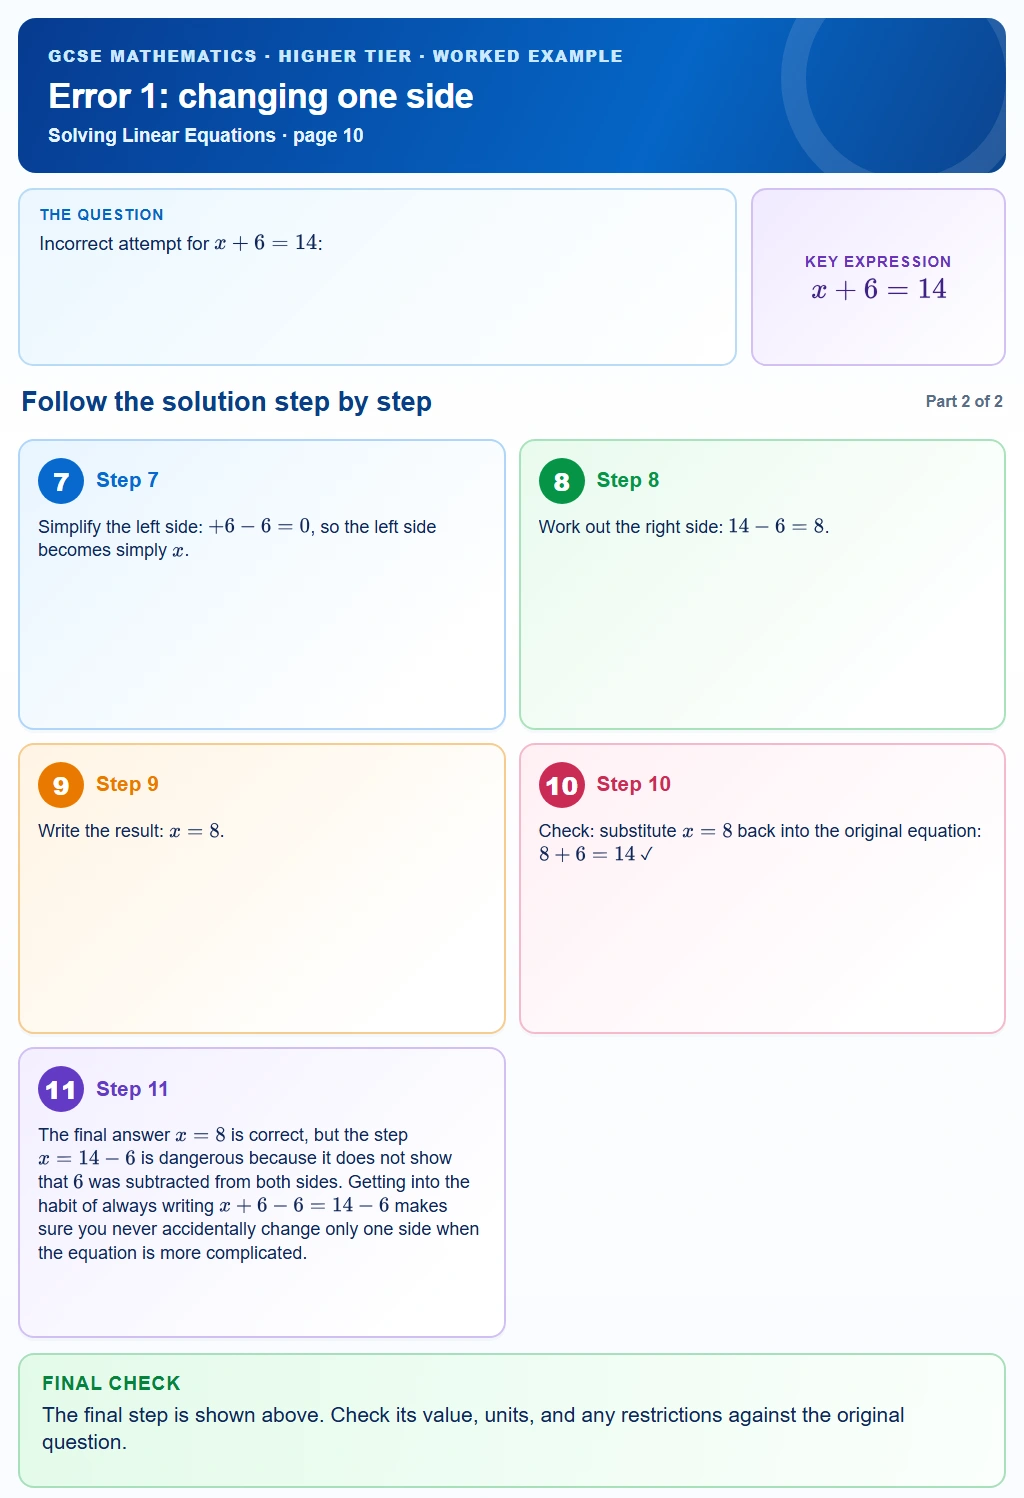 GCSE MATHEMATICS · HIGHER TIER · WORKED EXAMPLE
Error 1: changing one side
Solving Linear Equations · page 10
THE QUESTION
Incorrect attempt for x + 6 = 14:
KEY EXPRESSION
x + 6 = 14
Follow the solution step by step
Part 2 of 2
7 Step 7
Simplify the left side: +6 − 6 = 0, so the left side
becomes simply x.
8 Step 8
Work out the right side: 14 − 6 = 8.
9 Step 9
Write the result: x = 8.
10 Step 10
Check: substitute x = 8 back into the original equation:
8 + 6 = 14 ✓
11 Step 11
The final answer x = 8 is correct, but the step
x = 14 − 6 is dangerous because it does not show
that 6 was subtracted from both sides. Getting into the
habit of always writing x + 6 − 6 = 14 − 6 makes
sure you never accidentally change only one side when
the equation is more complicated.
FINAL CHECK
The final step is shown above. Check its value, units, and any restrictions against the original
question.